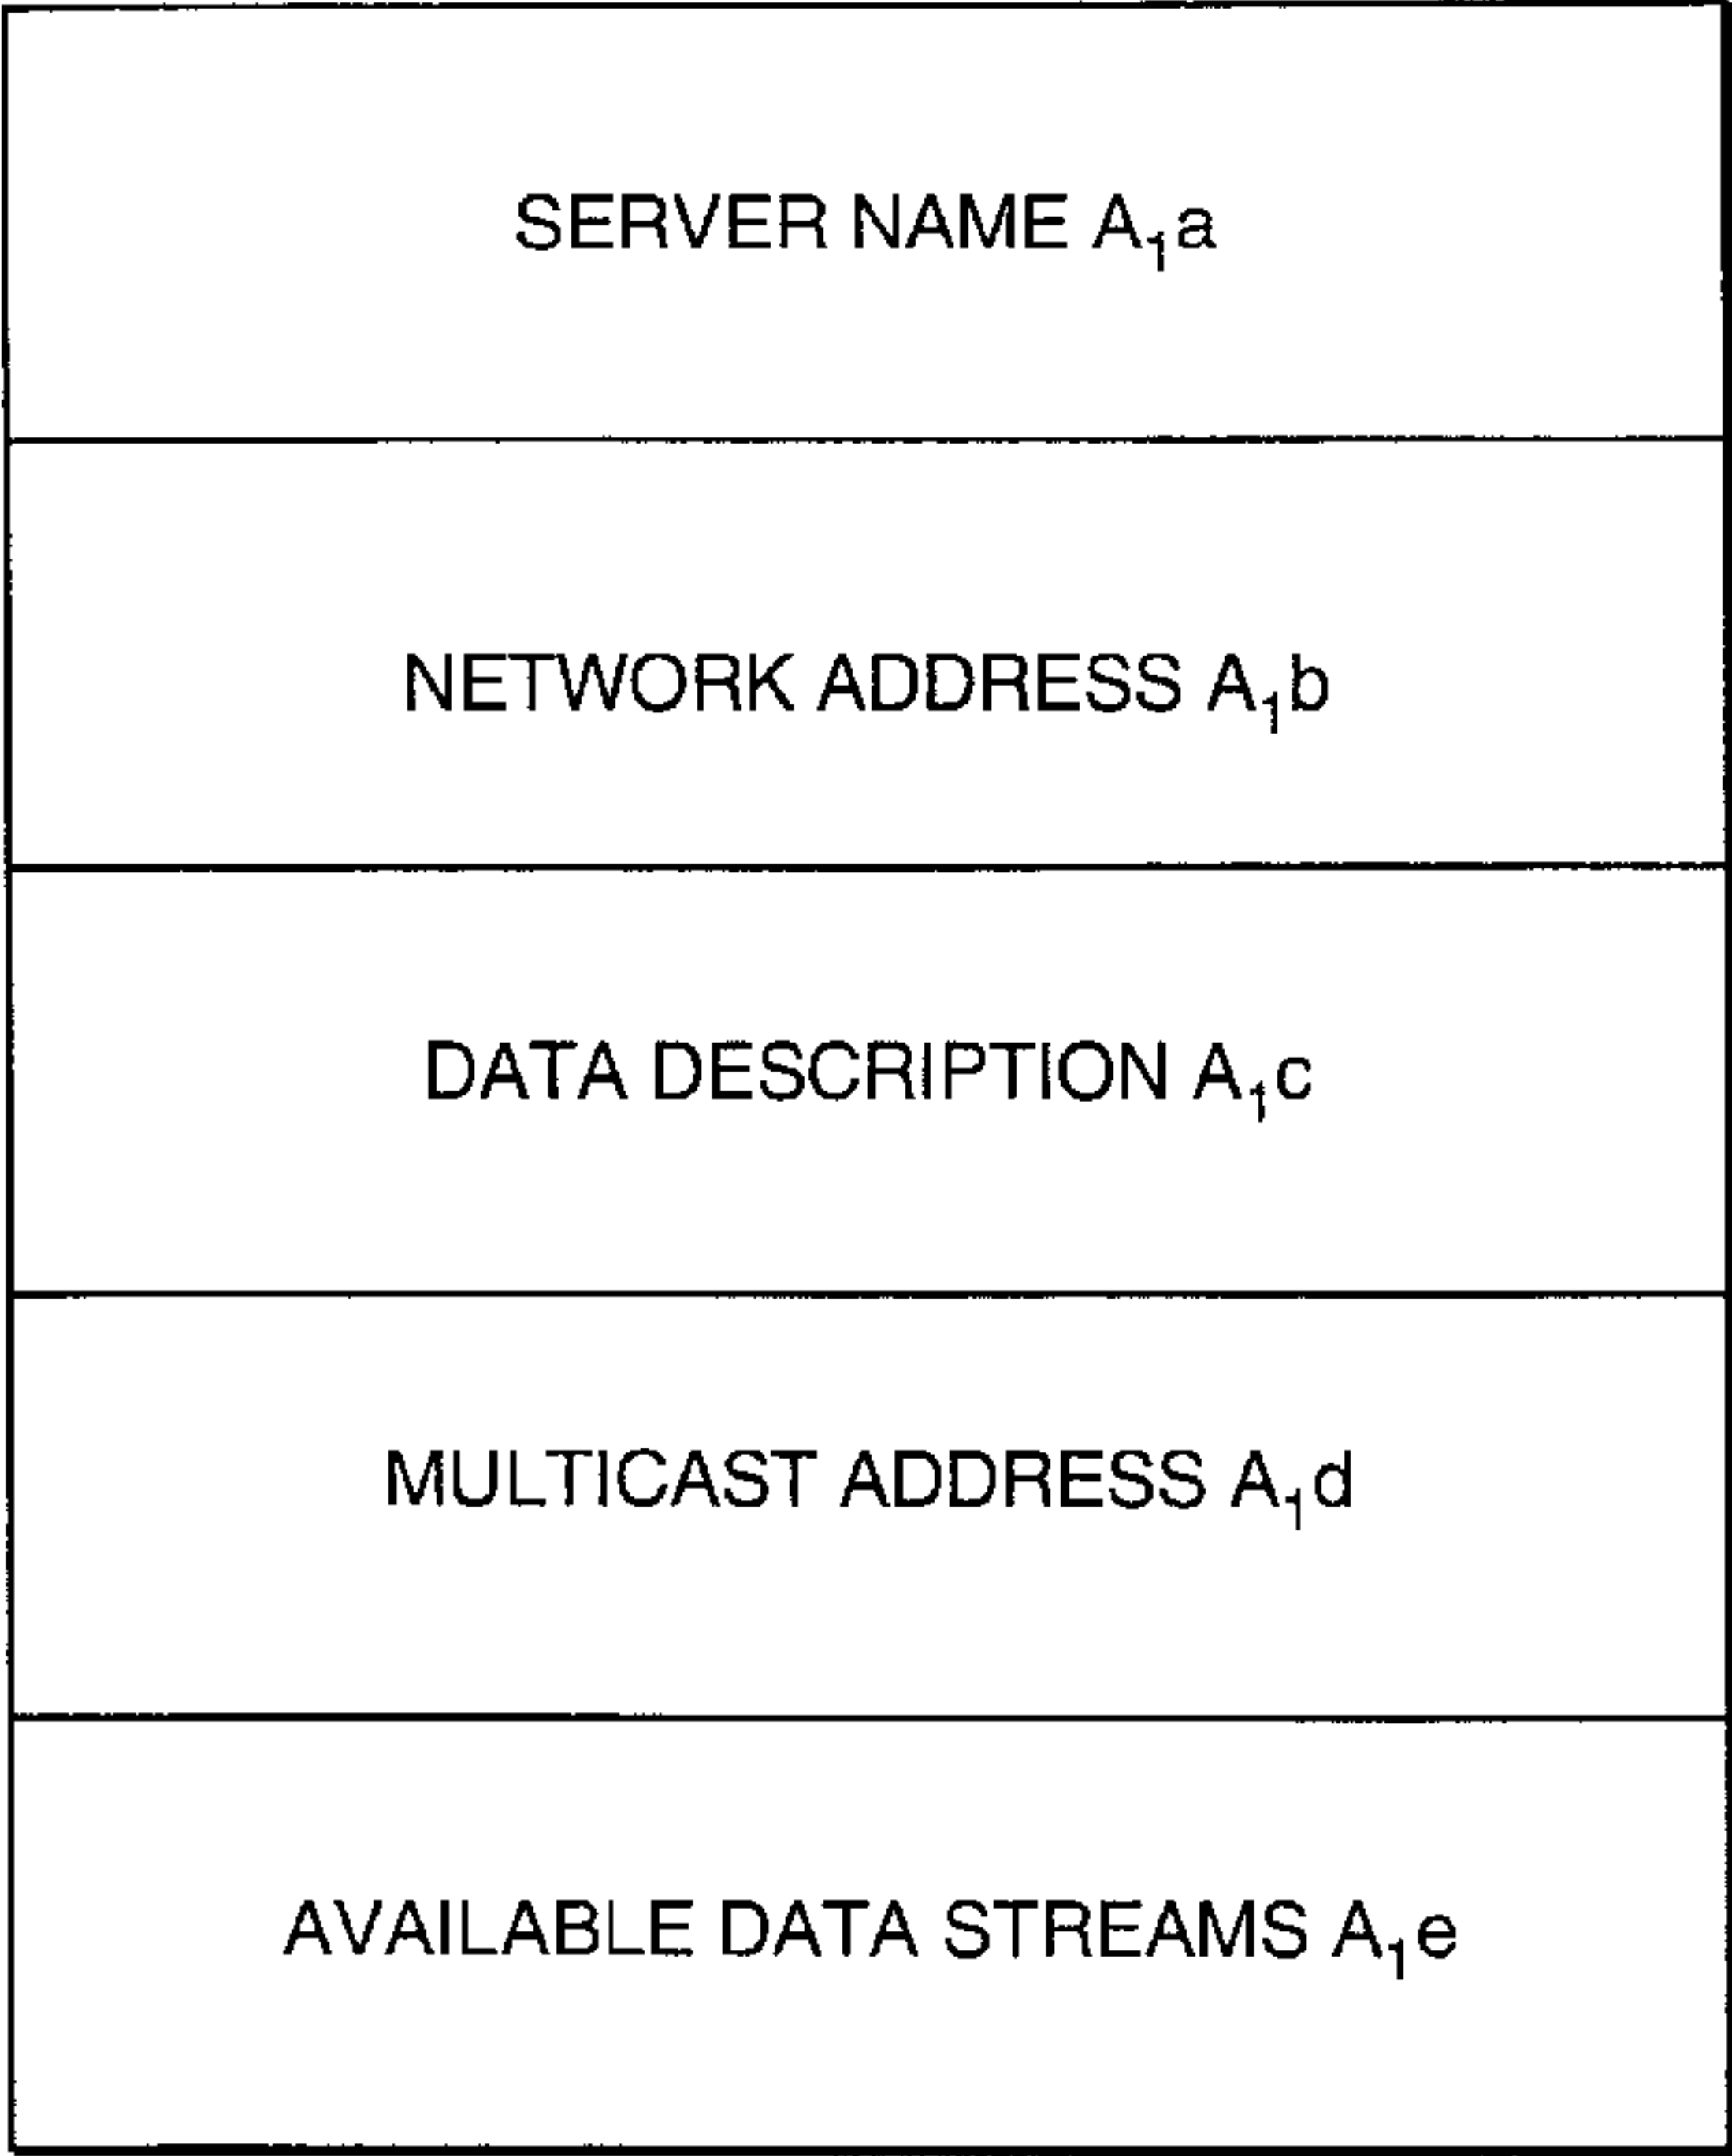 SERVER NAME A₁a
NETWORK ADDRESS A₁b
DATA DESCRIPTION A₁c
MULTICAST ADDRESS A₁d
AVAILABLE DATA STREAMS A₁e